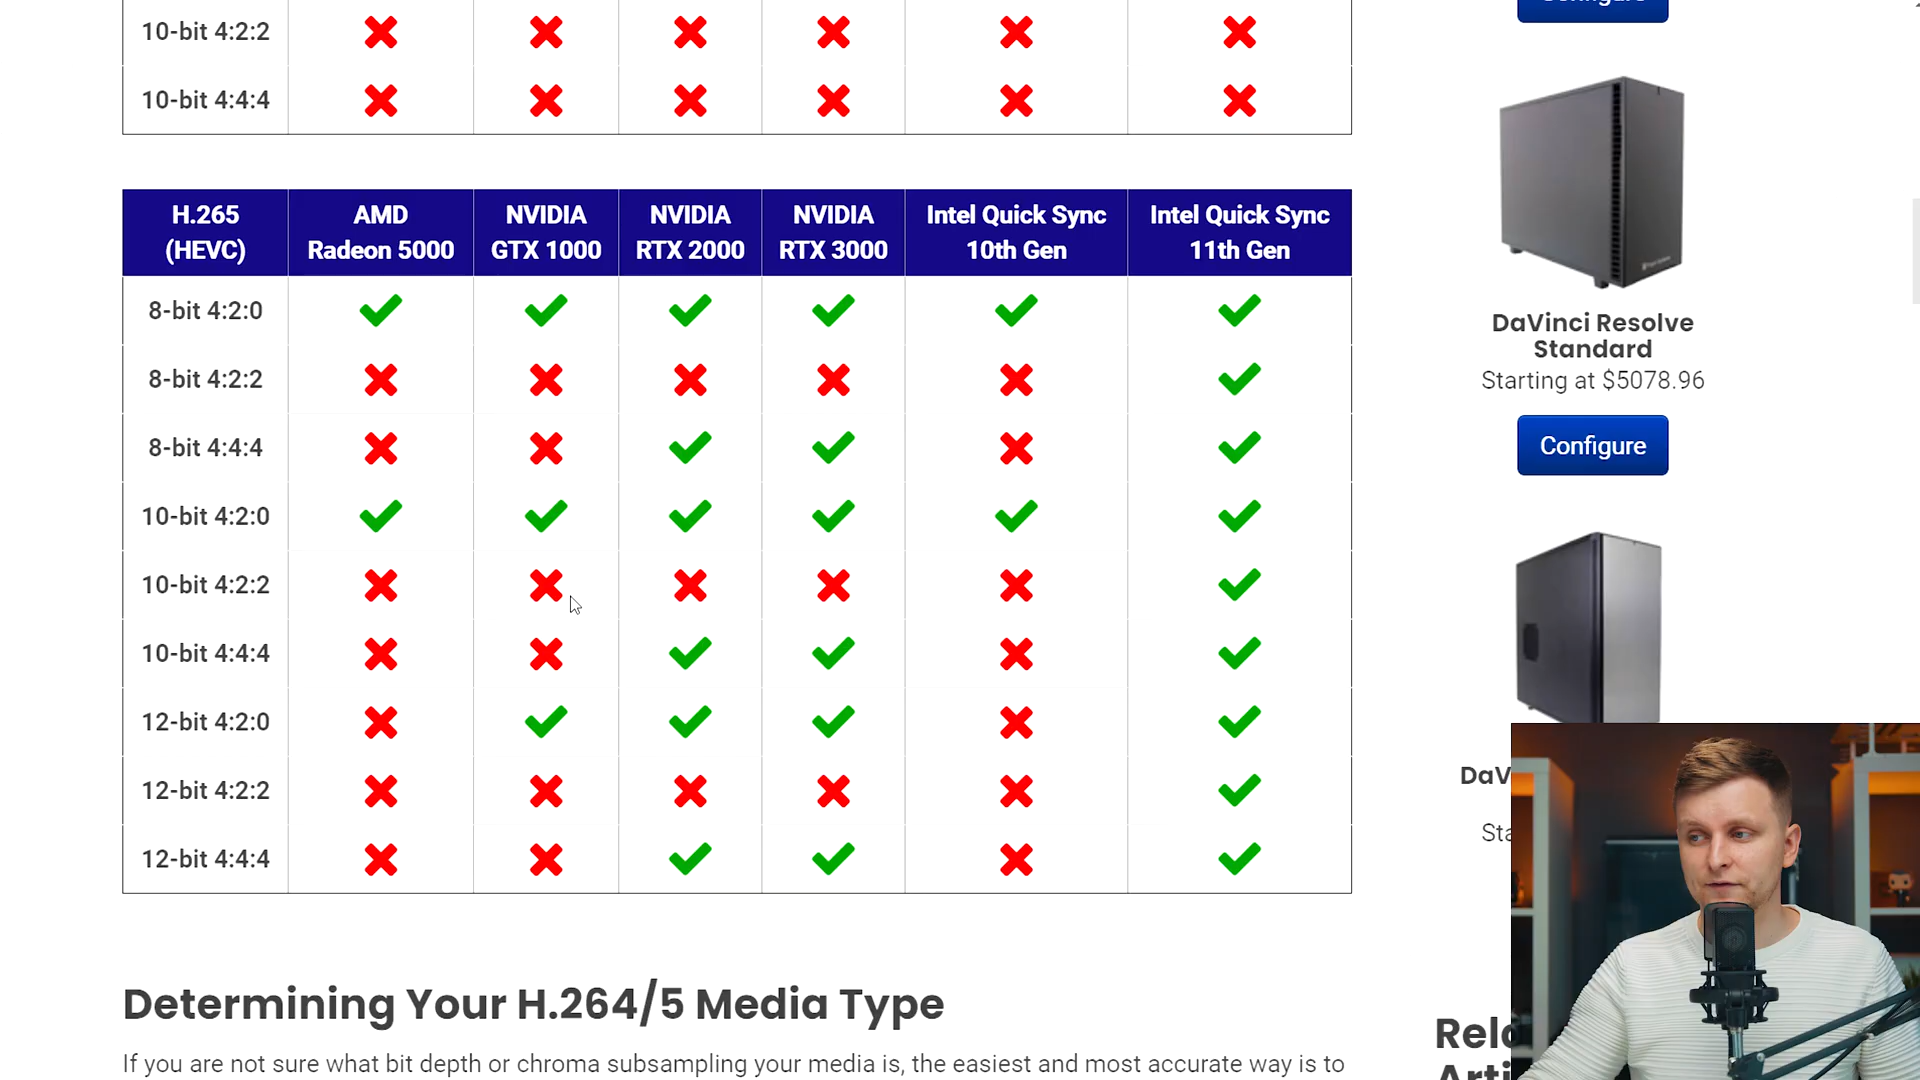 Configure
10-bit 4:2:2
10-bit 4:4:4
H.265 (HEVC) AMD Radeon 5000 NVIDIA GTX 1000 NVIDIA RTX 2000 NVIDIA RTX 3000 Intel Quick Sync 10th Gen Intel Quick Sync 11th Gen
8-bit 4:2:0
8-bit 4:2:2
8-bit 4:4:4
10-bit 4:2:0
10-bit 4:2:2
10-bit 4:4:4
12-bit 4:2:0
12-bit 4:2:2
12-bit 4:4:4
Determining Your H.264/5 Media Type
If you are not sure what bit depth or chroma subsampling your media is, the easiest and most accurate way is to
DaVinci Resolve
Standard
Starting at $5078.96
Configure
DaV
Sta